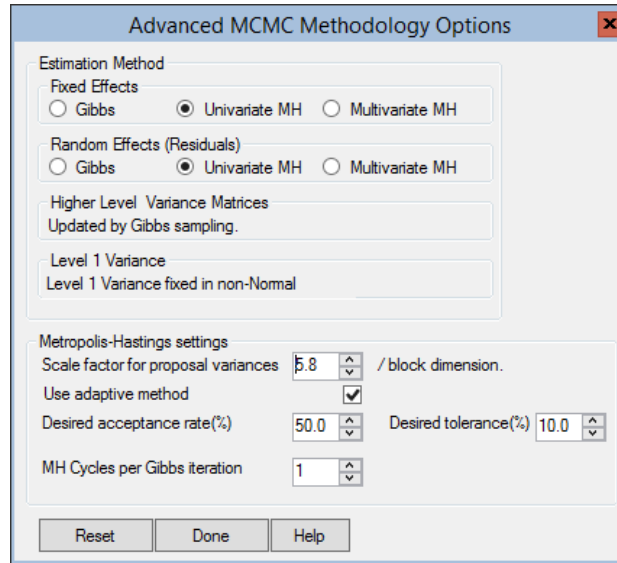 Advanced MCMC Methodology Options
Estimation Method
Fixed Effects
Gibbs Univariate MH Multivariate MH
Random Effects (Residuals)
Gibbs Univariate MH Multivariate MH
Higher Level Variance Matrices
Updated by Gibbs sampling.
Level 1 Variance
Level 1 Variance fixed in non-Normal
Metropolis-Hastings settings
Scale factor for proposal variances 5.8 / block dimension.
Use adaptive method
Desired acceptance rate(%) 50.0 Desired tolerance(%) 10.0
MH Cycles per Gibbs iteration 1
Reset Done Help